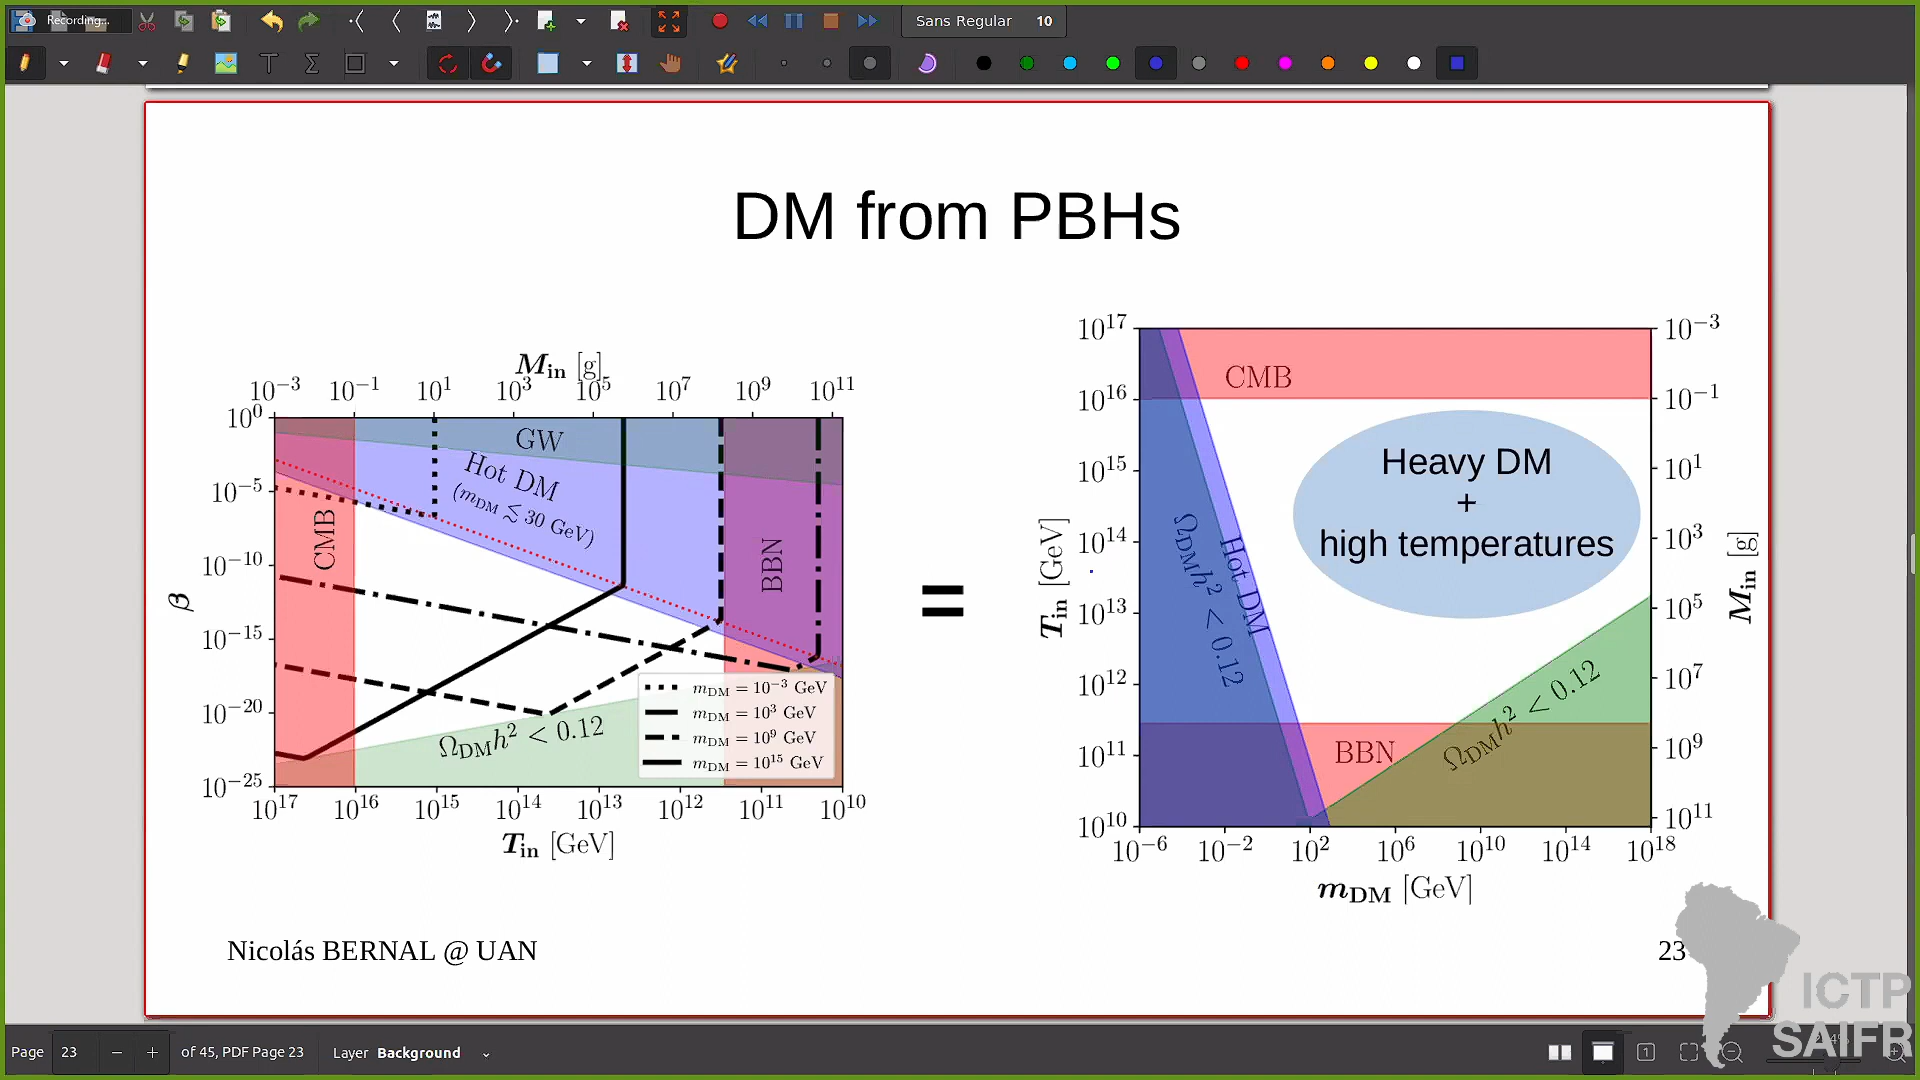 Recording...
Sans Regular 10
DM from PBHs
M_in [g]
10^-3 10^-1 10^1 10^3 10^5 10^7 10^9 10^11
10^0
10^-5
10^-10
10^-15
10^-20
10^-25
β
GW
Hot DM
(m_DM ≲ 30 GeV)
CMB
BBN
Ω_DM h^2 < 0.12
m_DM = 10^-3 GeV
m_DM = 10^3 GeV
m_DM = 10^9 GeV
m_DM = 10^15 GeV
10^17 10^16 10^15 10^14 10^13 10^12 10^11 10^10
T_in [GeV]
=
10^17
10^16
10^15
10^14
10^13
10^12
10^11
10^10
T_in [GeV]
CMB
Heavy DM
+
high temperatures
Hot DM
Ω_DM h^2 < 0.12
Ω_DM h^2 < 0.12
BBN
10^-3
10^-1
10^1
10^3
10^5
10^7
10^9
10^11
M_in [g]
10^-6 10^-2 10^2 10^6 10^10 10^14 10^18
m_DM [GeV]
Nicolás BERNAL @ UAN
23
ICTP
SAIFR
Page 23 − + of 45, PDF Page 23 Layer Background